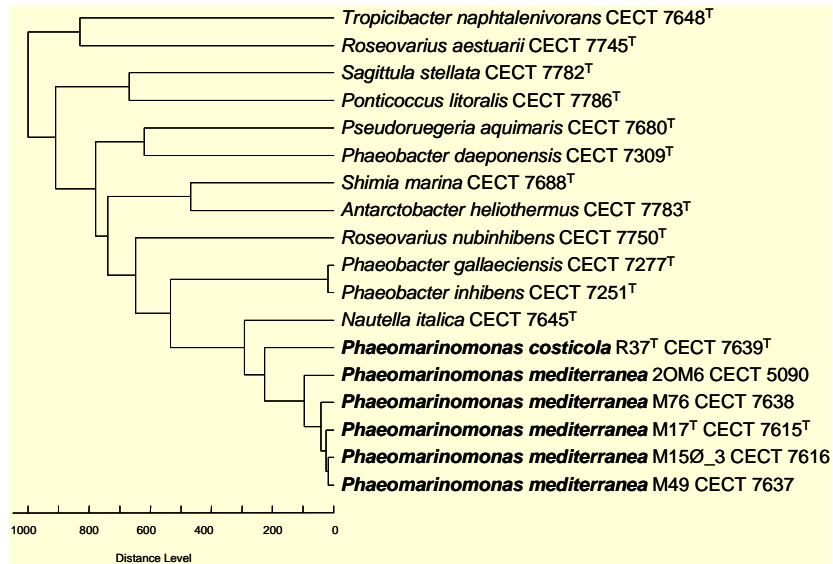 Tropicibacter naphtalenivorans CECT 7648ᵀ
Roseovarius aestuarii CECT 7745ᵀ
Sagittula stellata CECT 7782ᵀ
Ponticoccus litoralis CECT 7786ᵀ
Pseudoruegeria aquimaris CECT 7680ᵀ
Phaeobacter daeponensis CECT 7309ᵀ
Shimia marina CECT 7688ᵀ
Antarctobacter heliothermus CECT 7783ᵀ
Roseovarius nubinhibens CECT 7750ᵀ
Phaeobacter gallaeciensis CECT 7277ᵀ
Phaeobacter inhibens CECT 7251ᵀ
Nautella italica CECT 7645ᵀ
Phaeomarinomonas costicola R37ᵀ CECT 7639ᵀ
Phaeomarinomonas mediterranea 2OM6 CECT 5090
Phaeomarinomonas mediterranea M76 CECT 7638
Phaeomarinomonas mediterranea M17ᵀ CECT 7615ᵀ
Phaeomarinomonas mediterranea M15Ø_3 CECT 7616
Phaeomarinomonas mediterranea M49 CECT 7637
1000 800 600 400 200 0
Distance Level